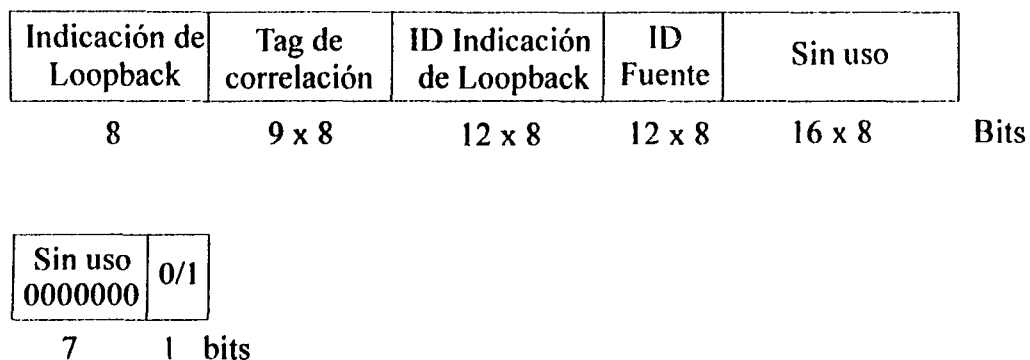 Indicación de Loopback
Tag de correlación
ID Indicación de Loopback
ID Fuente
Sin uso
8 9 x 8 12 x 8 12 x 8 16 x 8 Bits
Sin uso 0000000
0/1
7 1 bits